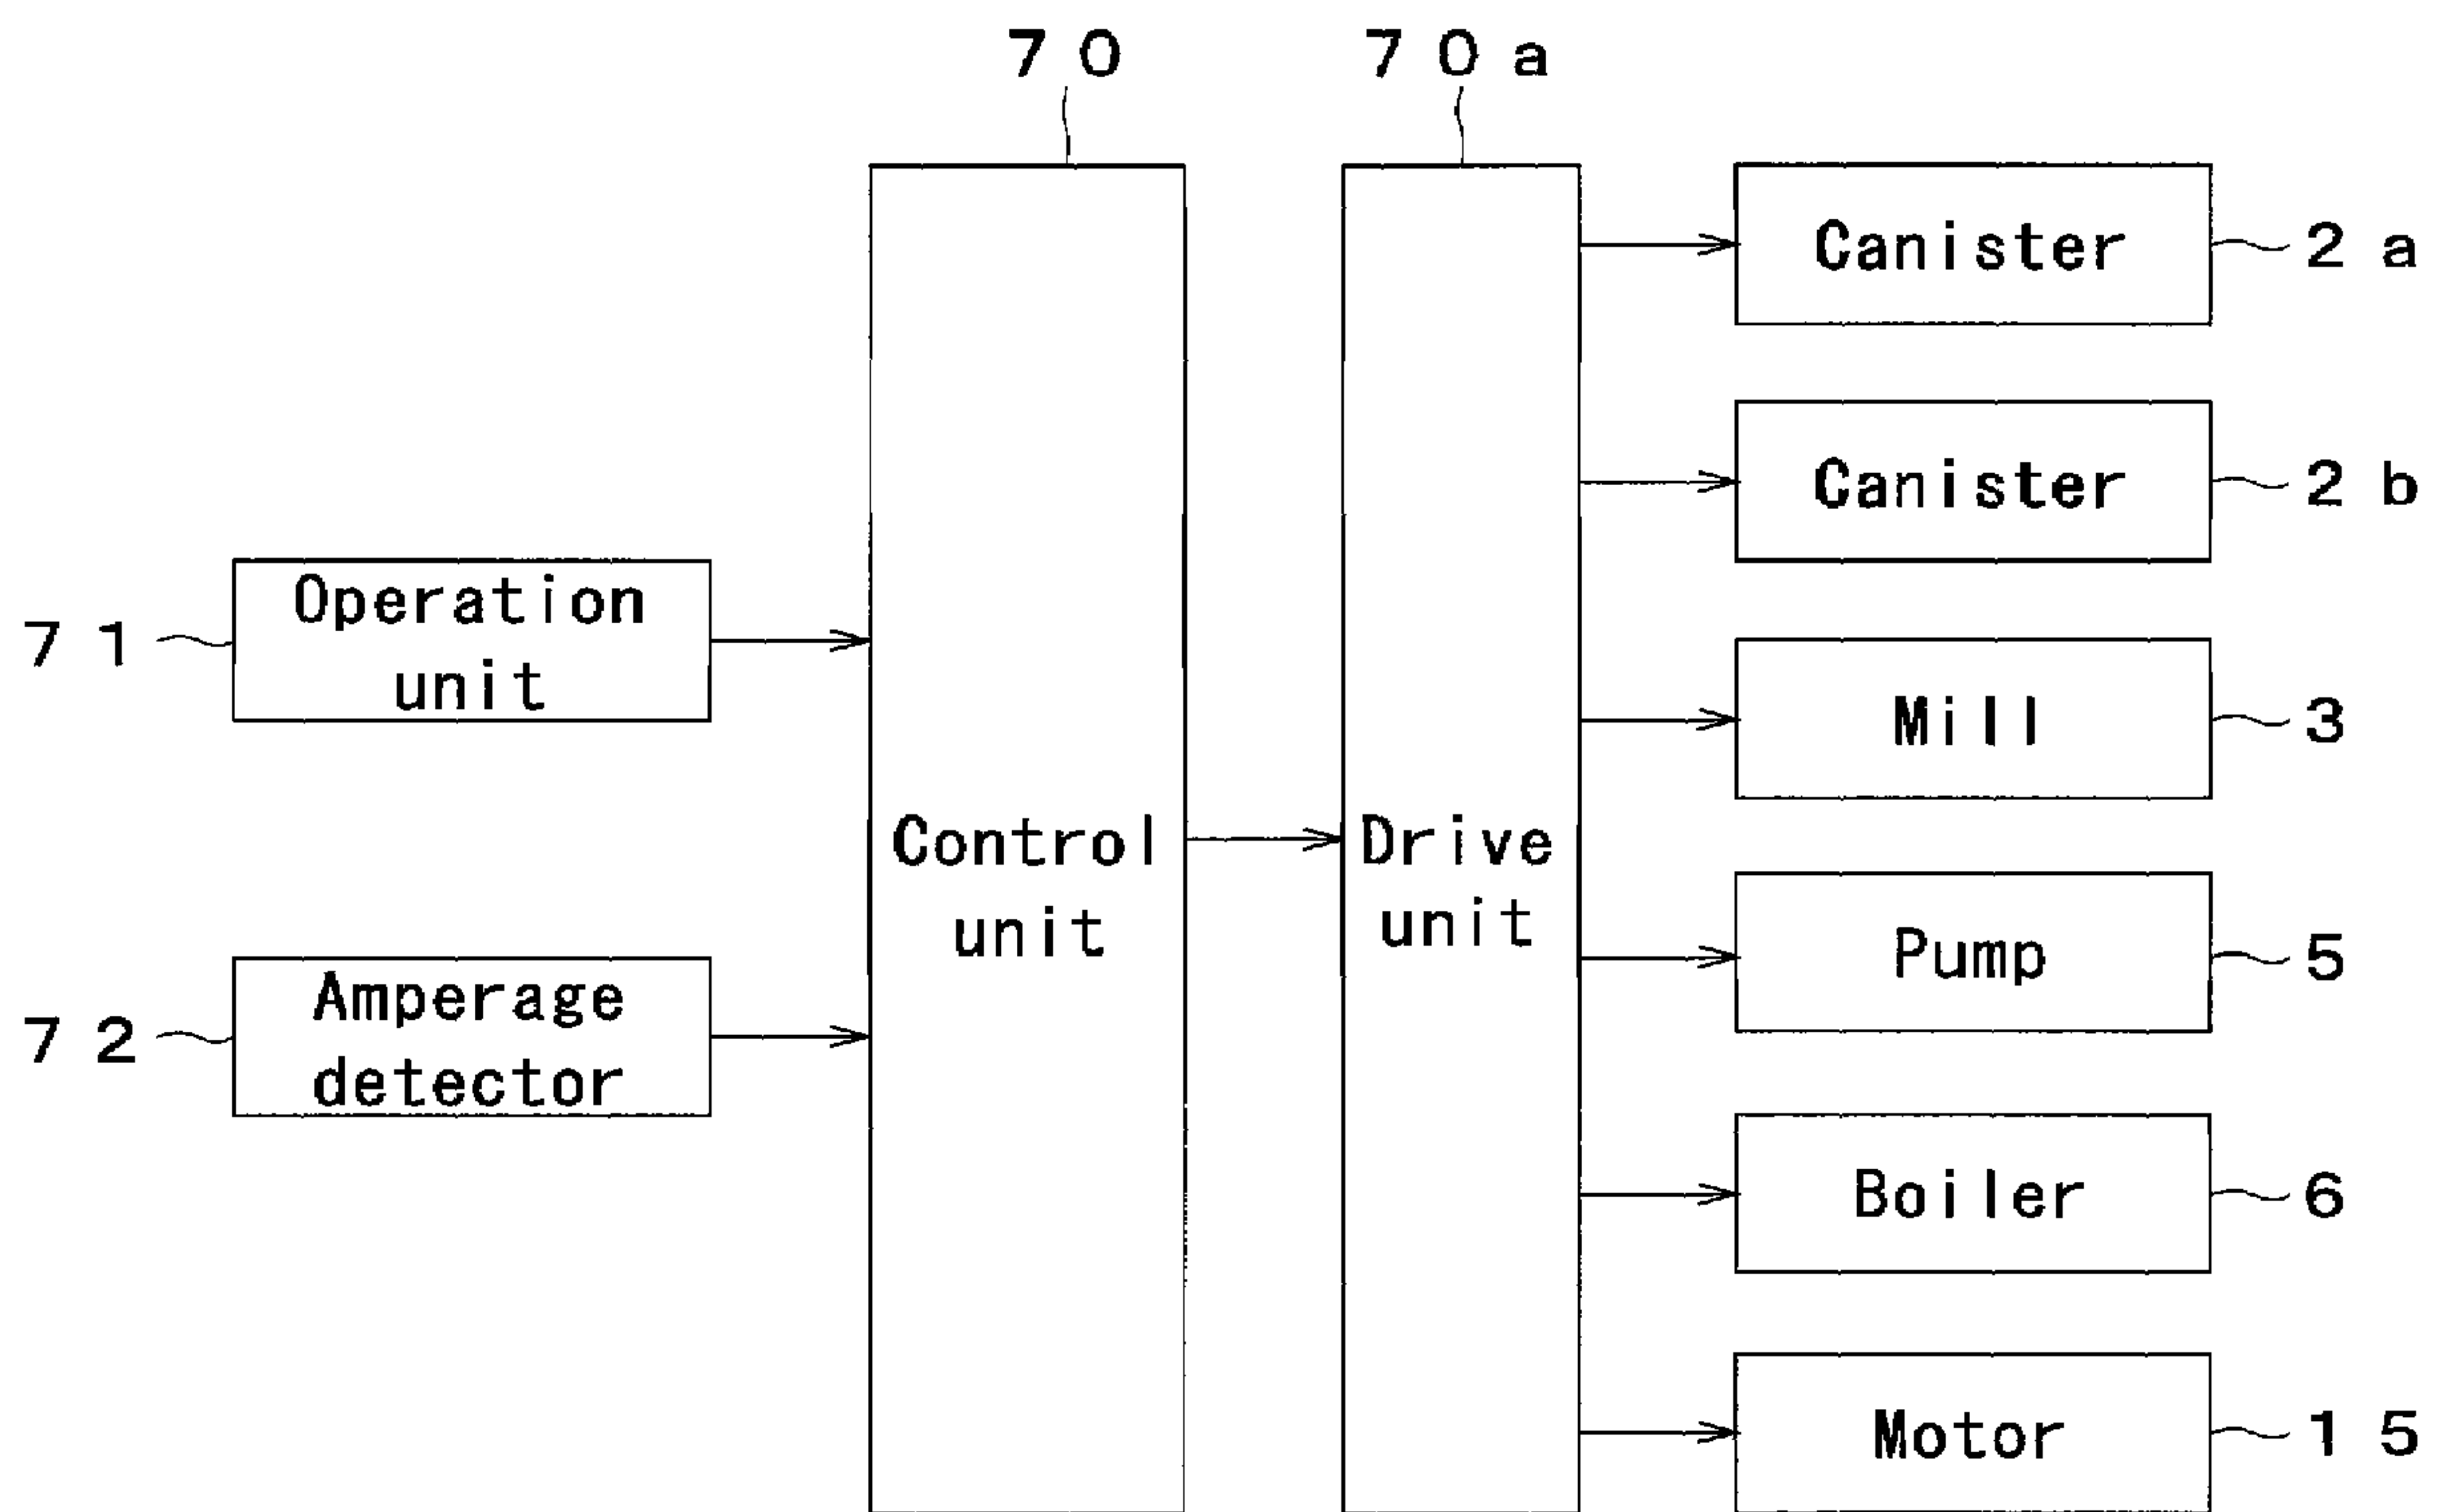 70
70a
Canister
2a
Canister
2b
71
Operation
unit
Mill
3
Control
unit
Drive
unit
Pump
5
72
Amperage
detector
Boiler
6
Motor
15